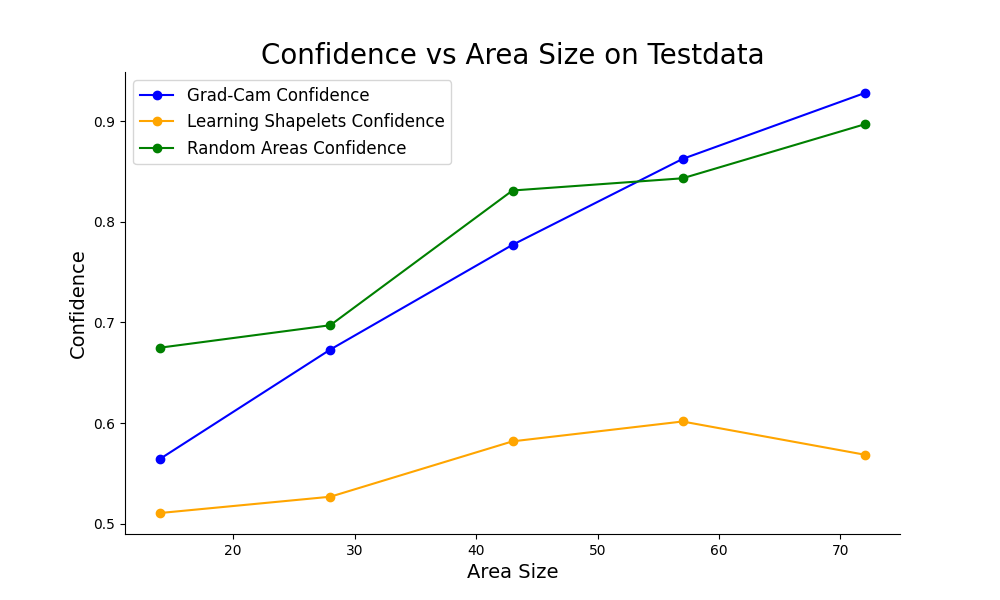 Confidence vs Area Size on Testdata
Grad-Cam Confidence
Learning Shapelets Confidence
Random Areas Confidence
Confidence
0.9
0.8
0.7
0.6
0.5
20 30 40 50 60 70
Area Size